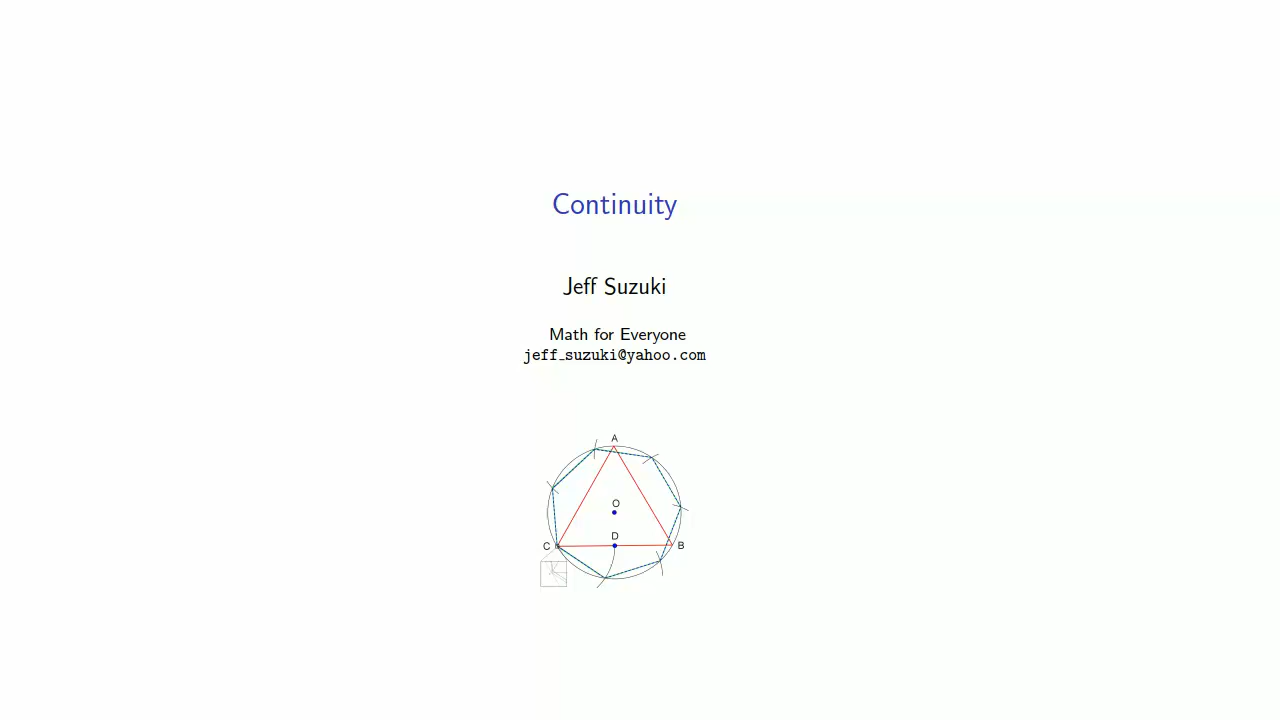 Continuity
Jeff Suzuki
Math for Everyone
jeff_suzuki@yahoo.com
A
O
D
C
B